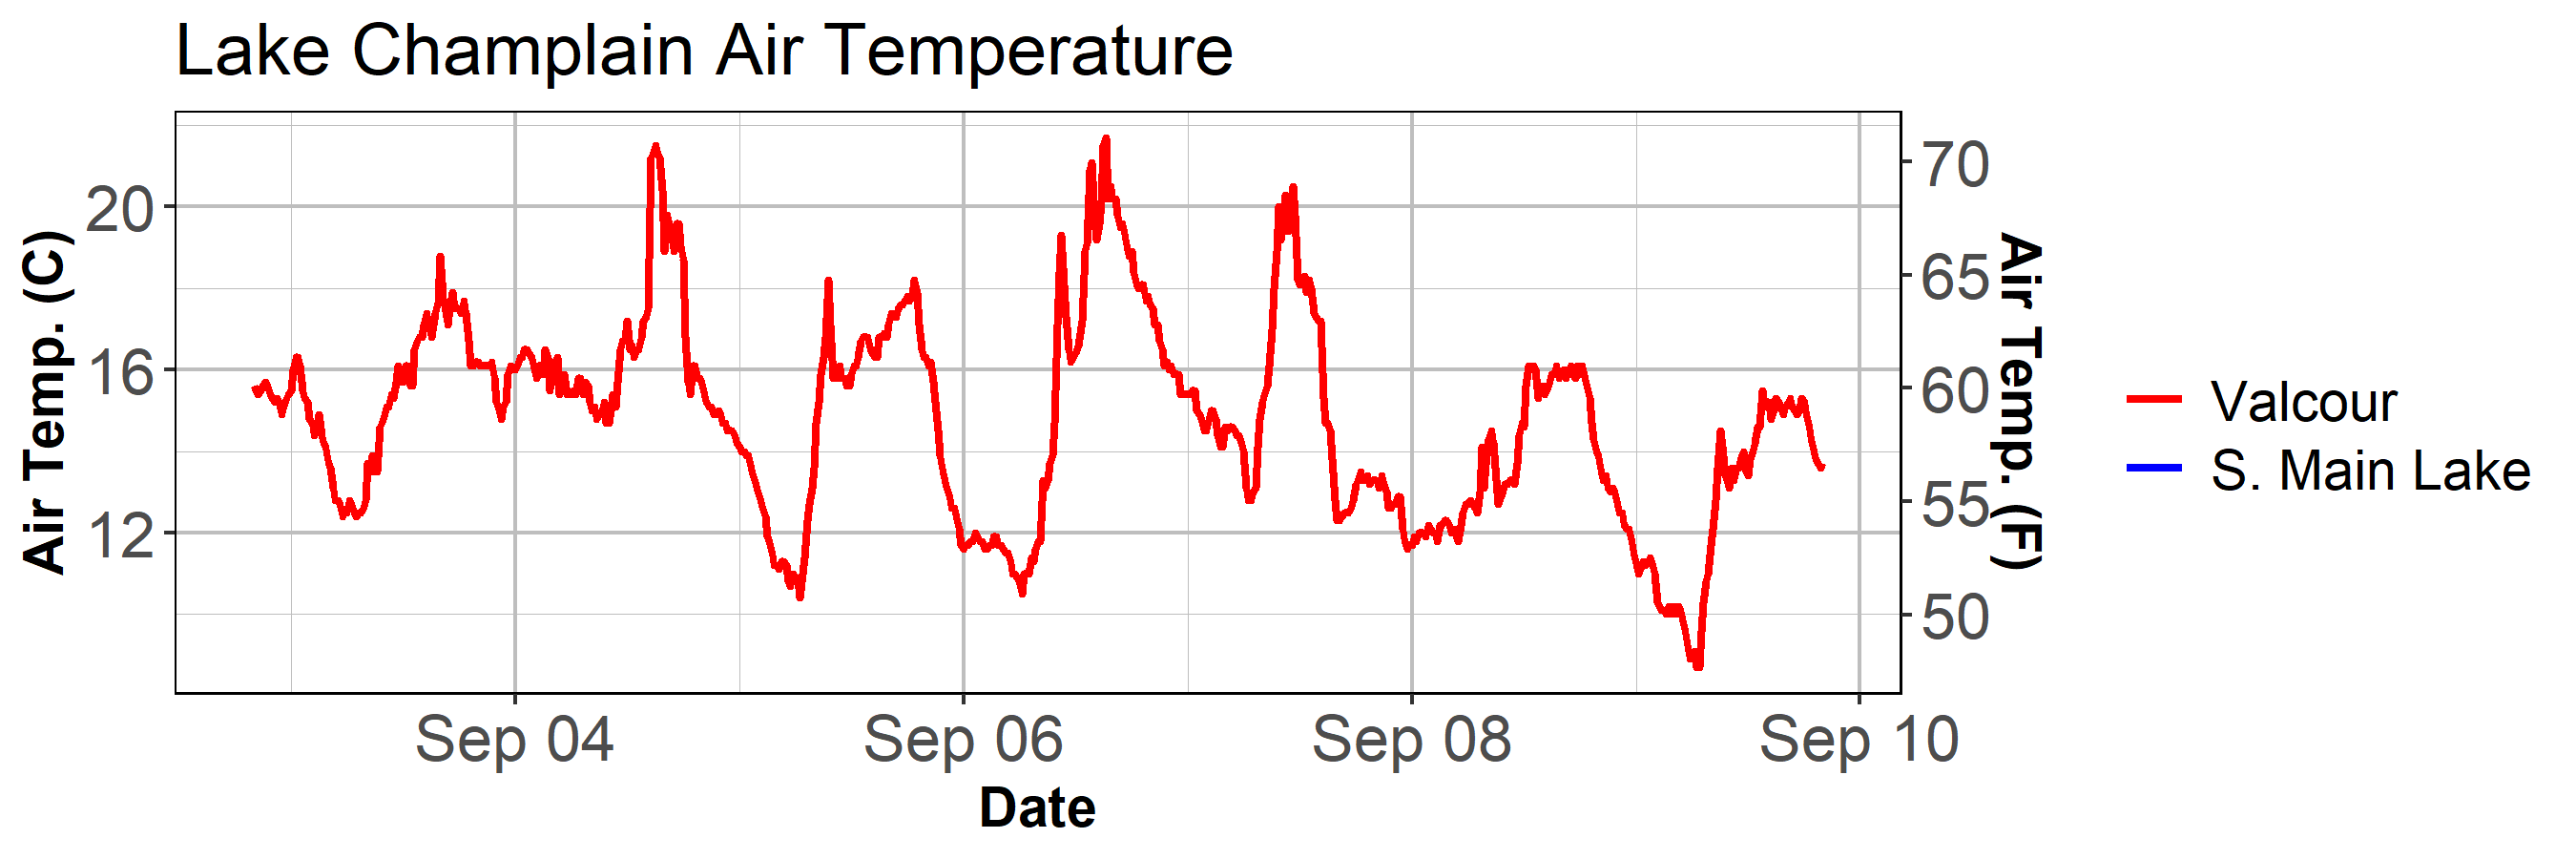 Lake Champlain Air Temperature
Air Temp. (C)
20
16
12
70
65
60
55
50
Air Temp. (F)
Sep 04
Sep 06
Sep 08
Sep 10
Date
Valcour
S. Main Lake